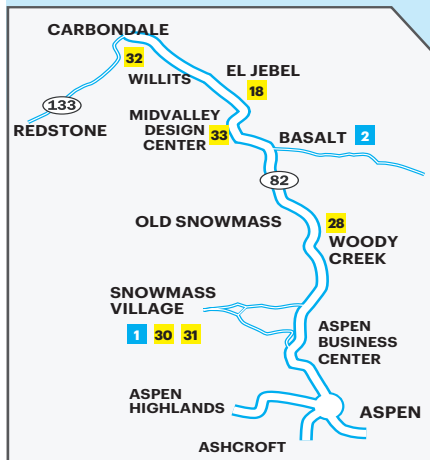 CARBONDALE
32
WILLITS
EL JEBEL
18
133
REDSTONE
MIDVALLEY
DESIGN
CENTER
33
BASALT 2
82
OLD SNOWMASS
28
WOODY
CREEK
SNOWMASS
VILLAGE
1 30 31
ASPEN
BUSINESS
CENTER
ASPEN
HIGHLANDS
ASPEN
ASHCROFT